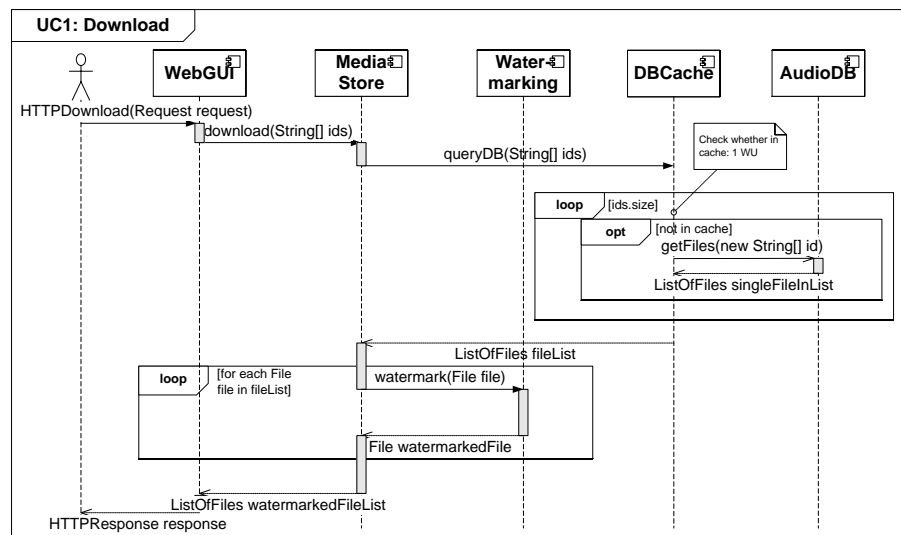 UC1: Download
WebGUI
Media
Store
Water-
marking
DBCache
AudioDB
HTTPDownload(Request request)
download(String[] ids)
queryDB(String[] ids)
Check whether in
cache: 1 WU
loop
[ids.size]
opt
[not in cache]
getFiles(new String[] id)
ListOfFiles singleFileInList
ListOfFiles fileList
loop
[for each File
file in fileList]
watermark(File file)
File watermarkedFile
ListOfFiles watermarkedFileList
HTTPResponse response